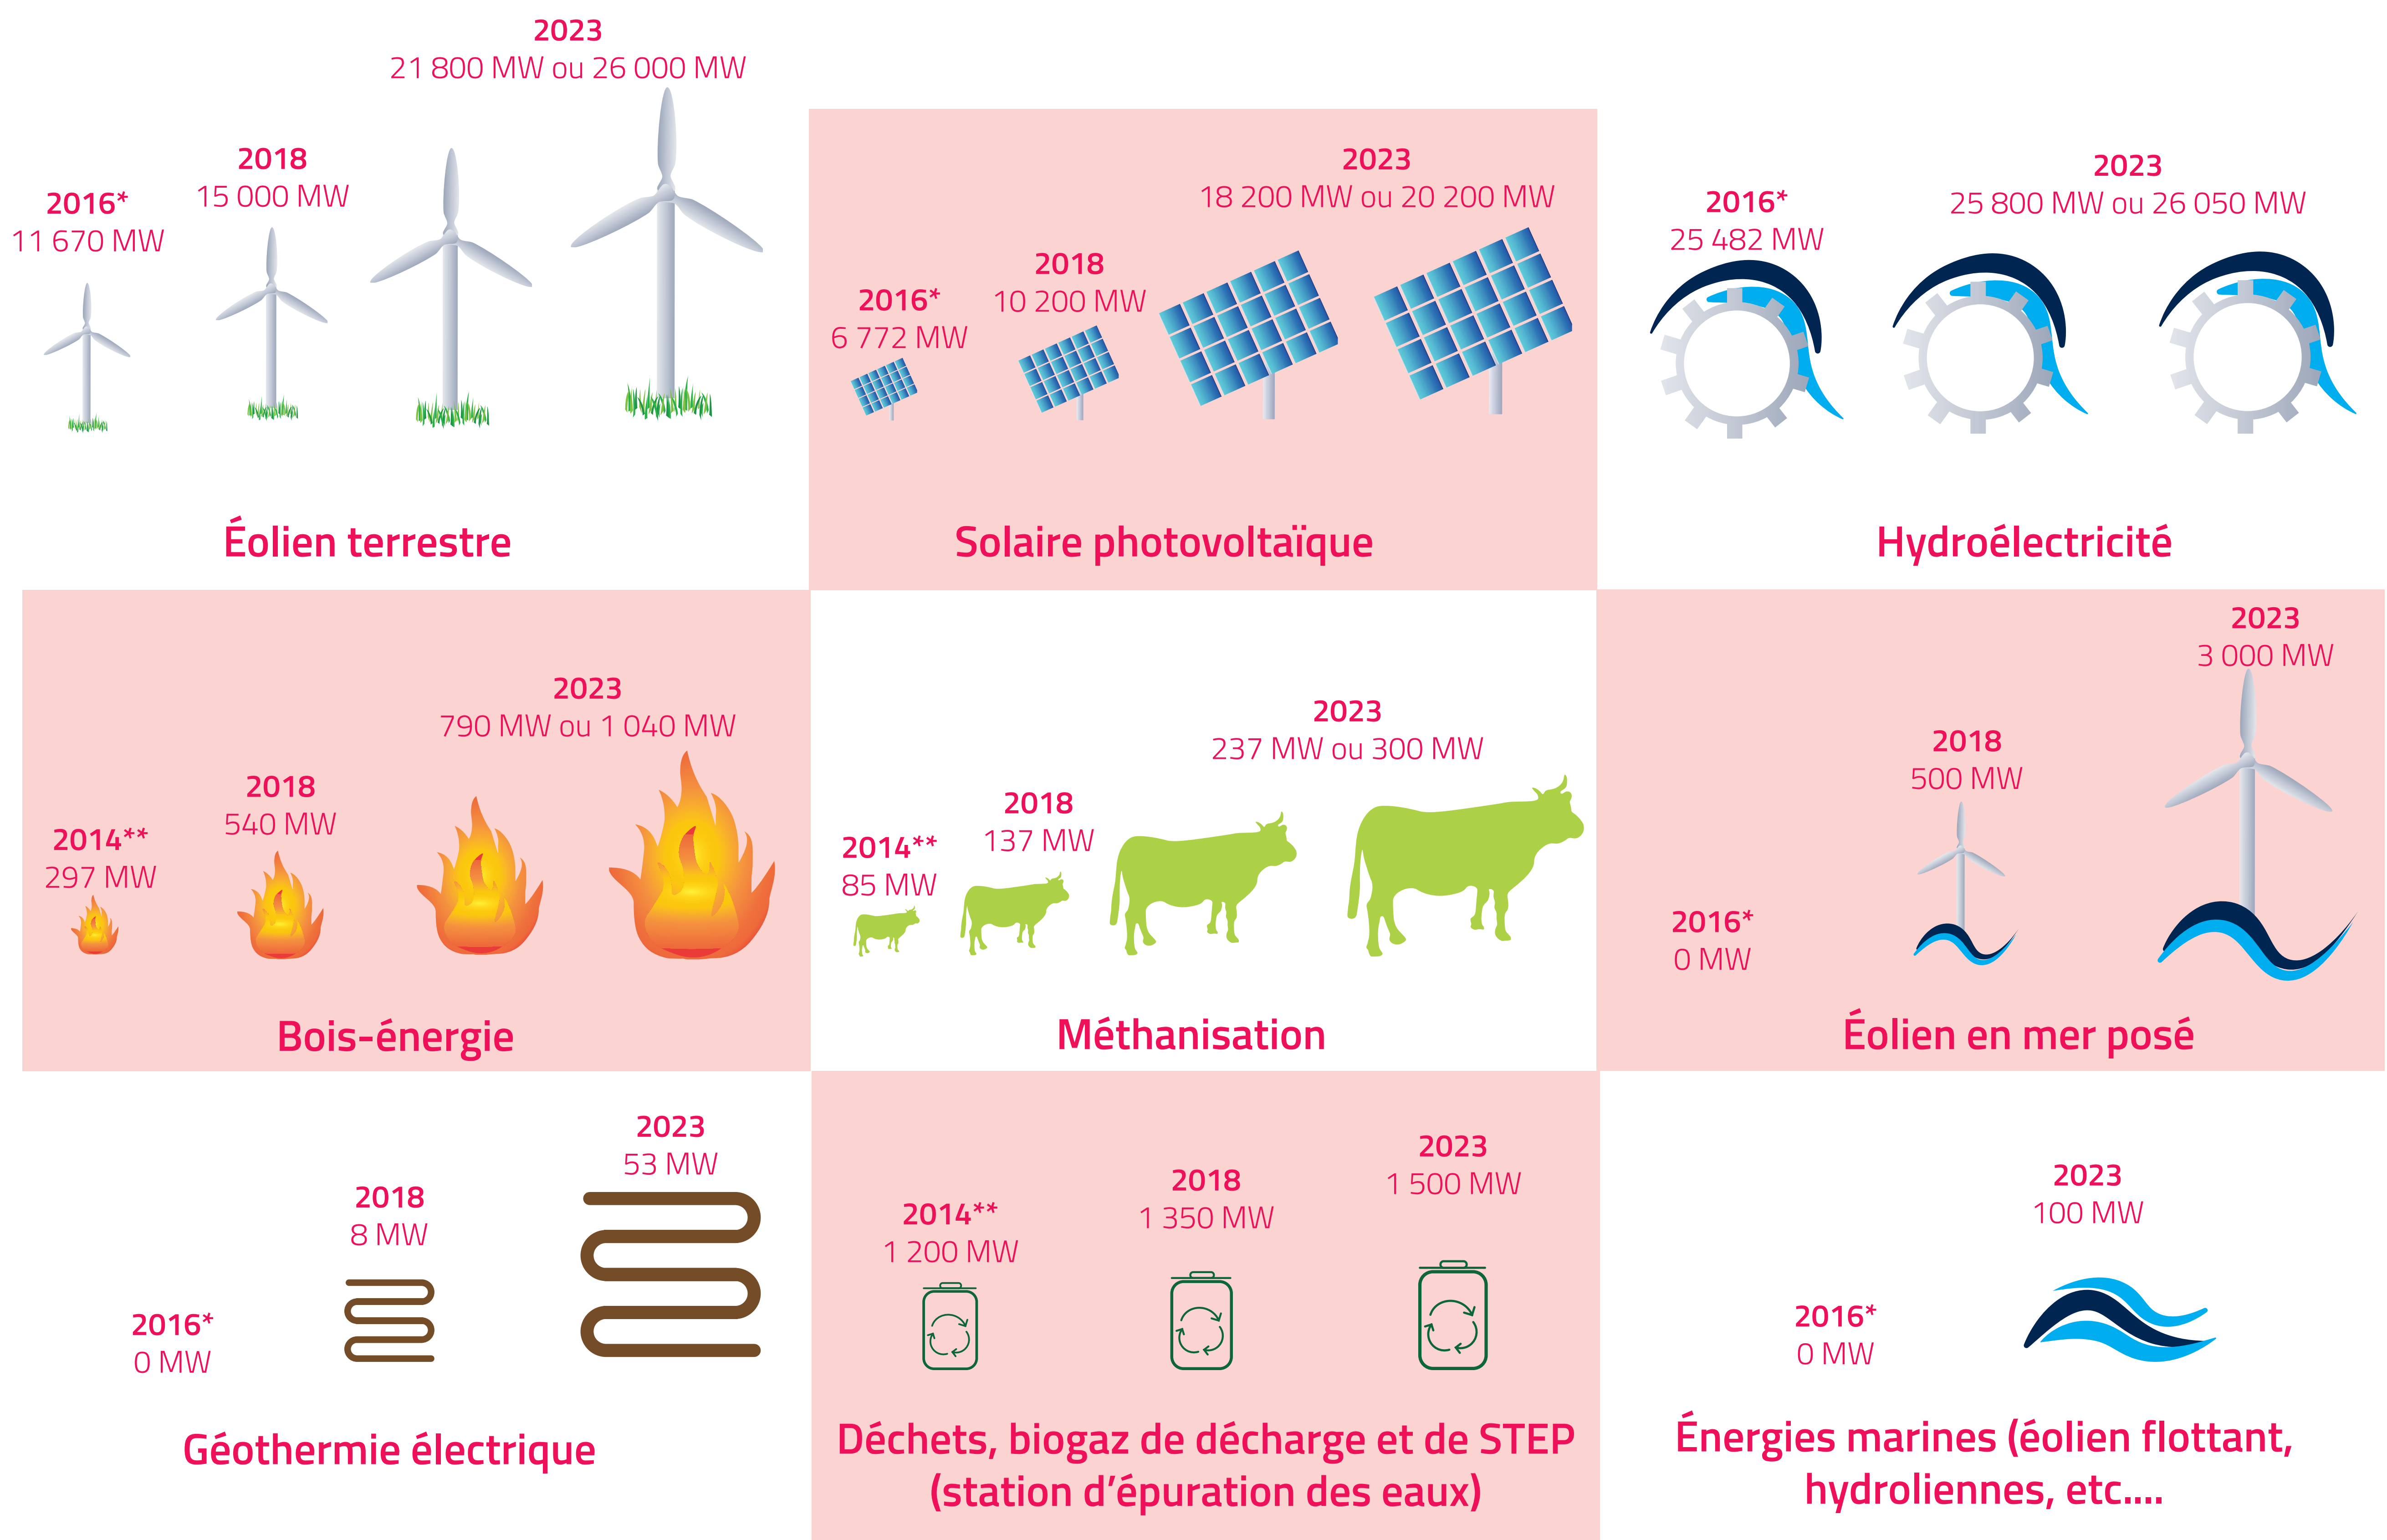 2016*
11 670 MW
2018
15 000 MW
2023
21 800 MW ou 26 000 MW
Éolien terrestre
2016*
6 772 MW
2018
10 200 MW
2023
18 200 MW ou 20 200 MW
Solaire photovoltaïque
2016*
25 482 MW
2023
25 800 MW ou 26 050 MW
Hydroélectricité
2014**
297 MW
2018
540 MW
2023
790 MW ou 1 040 MW
Bois-énergie
2014**
85 MW
2018
137 MW
2023
237 MW ou 300 MW
Méthanisation
2016*
0 MW
2018
500 MW
2023
3 000 MW
Éolien en mer posé
2016*
0 MW
2018
8 MW
2023
53 MW
Géothermie électrique
2014**
1 200 MW
2018
1 350 MW
2023
1 500 MW
Déchets, biogaz de décharge et de STEP
(station d’épuration des eaux)
2016*
0 MW
2023
100 MW
Énergies marines (éolien flottant,
hydroliennes, etc....